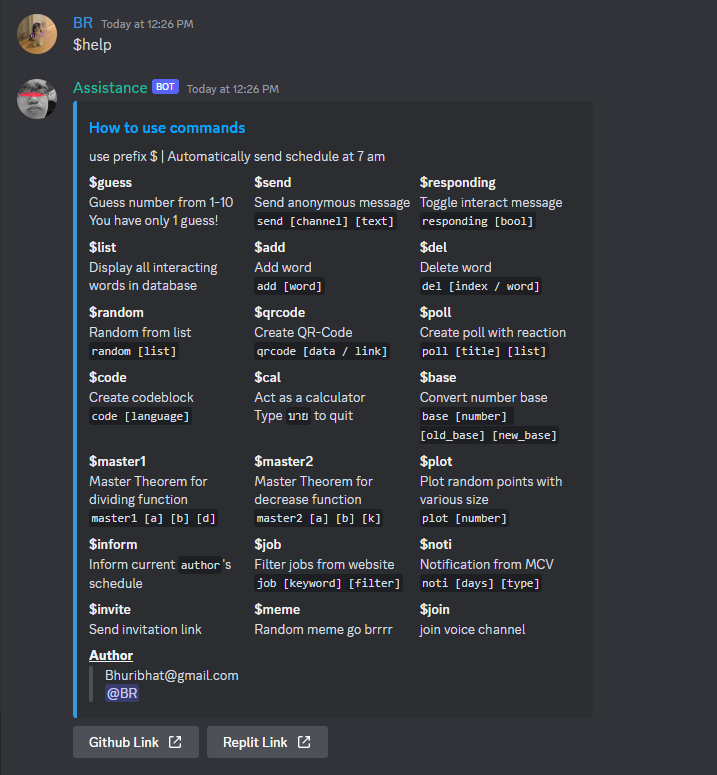 BR Today at 12:26 PM
$help
Assistance BOT Today at 12:26 PM
How to use commands
use prefix $ | Automatically send schedule at 7 am
$guess
Guess number from 1-10
You have only 1 guess!
$send
Send anonymous message
send [channel] [text]
$responding
Toggle interact message
responding [bool]
$list
Display all interacting
words in database
$add
Add word
add [word]
$del
Delete word
del [index / word]
$random
Random from list
random [list]
$qrcode
Create QR-Code
qrcode [data / link]
$poll
Create poll with reaction
poll [title] [list]
$code
Create codeblock
code [language]
$cal
Act as a calculator
Type บาย to quit
$base
Convert number base
base [number]
[old_base] [new_base]
$master1
Master Theorem for
dividing function
master1 [a] [b] [d]
$master2
Master Theorem for
decrease function
master2 [a] [b] [k]
$plot
Plot random points with
various size
plot [number]
$inform
Inform current author's
schedule
$job
Filter jobs from website
job [keyword] [filter]
$noti
Notification from MCV
noti [days] [type]
$invite
Send invitation link
$meme
Random meme go brrrr
$join
join voice channel
Author
Bhuribhat@gmail.com
@BR
Github Link
Replit Link